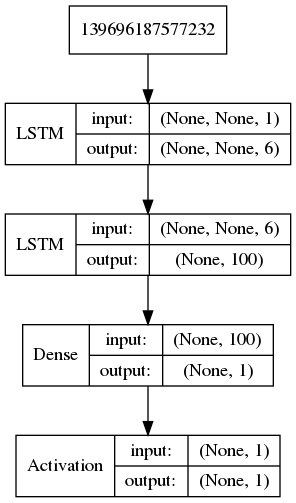 139696187577232
LSTM
input: (None, None, 1)
output: (None, None, 6)
LSTM
input: (None, None, 6)
output: (None, 100)
Dense
input: (None, 100)
output: (None, 1)
Activation
input: (None, 1)
output: (None, 1)